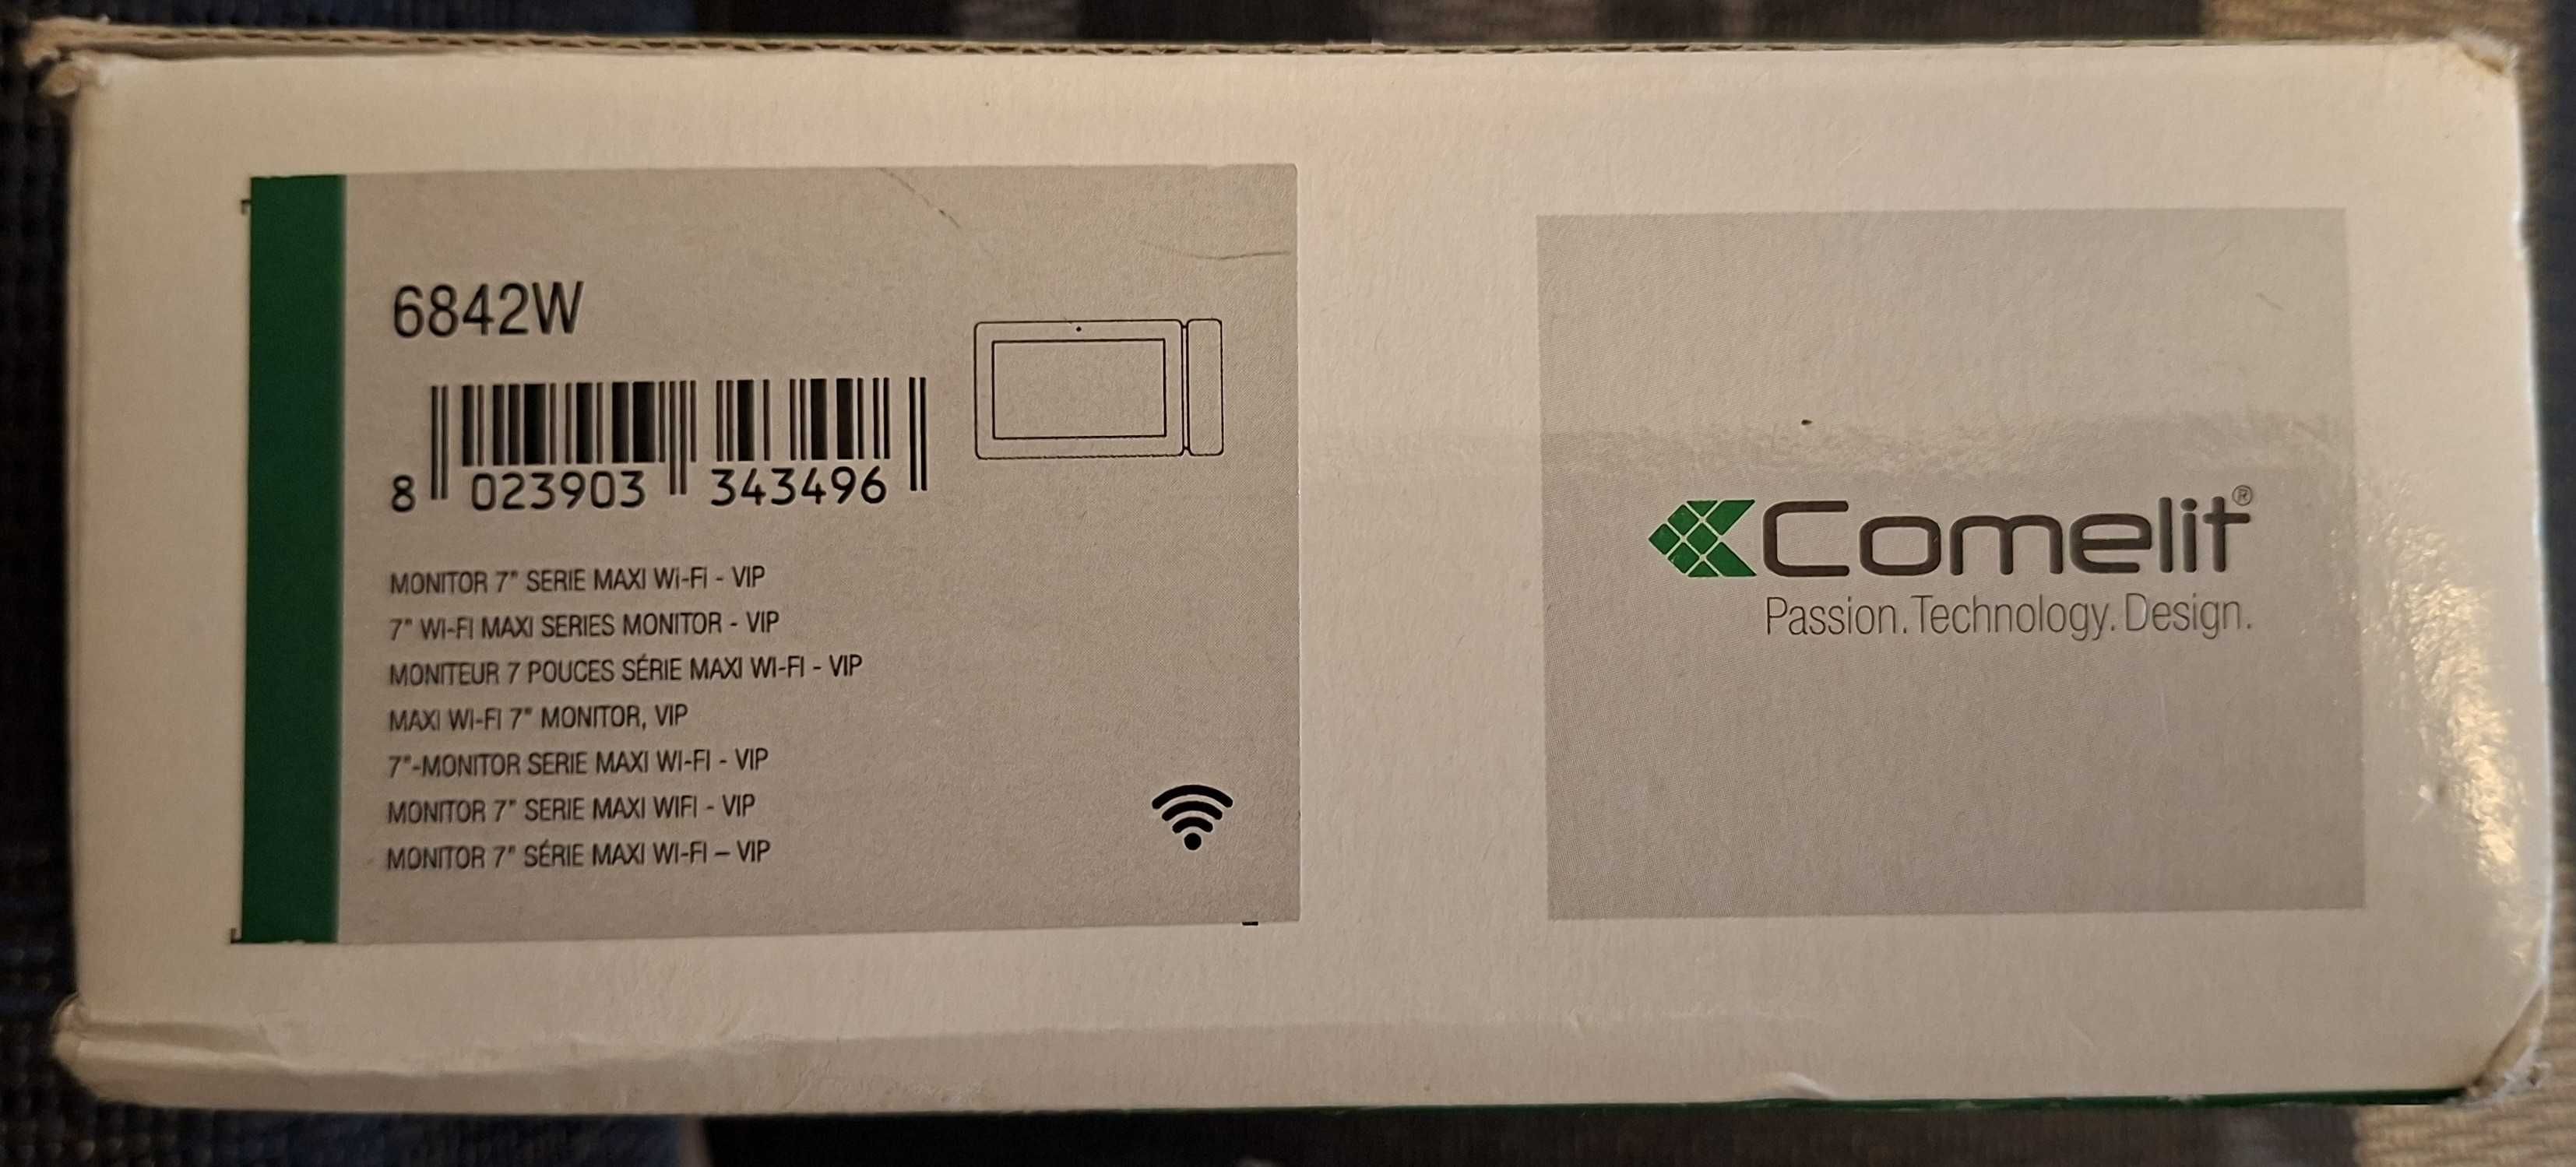 6842W
8 023903 343496
MONITOR 7" SERIE MAXI Wi-Fi - VIP
7" WI-FI MAXI SERIES MONITOR - VIP
MONITEUR 7 POUCES SÉRIE MAXI WI-FI - VIP
MAXI WI-FI 7" MONITOR, VIP
7"-MONITOR SERIE MAXI WI-FI - VIP
MONITOR 7" SERIE MAXI WIFI - VIP
MONITOR 7" SÉRIE MAXI WI-FI – VIP
Comelit®
Passion. Technology. Design.